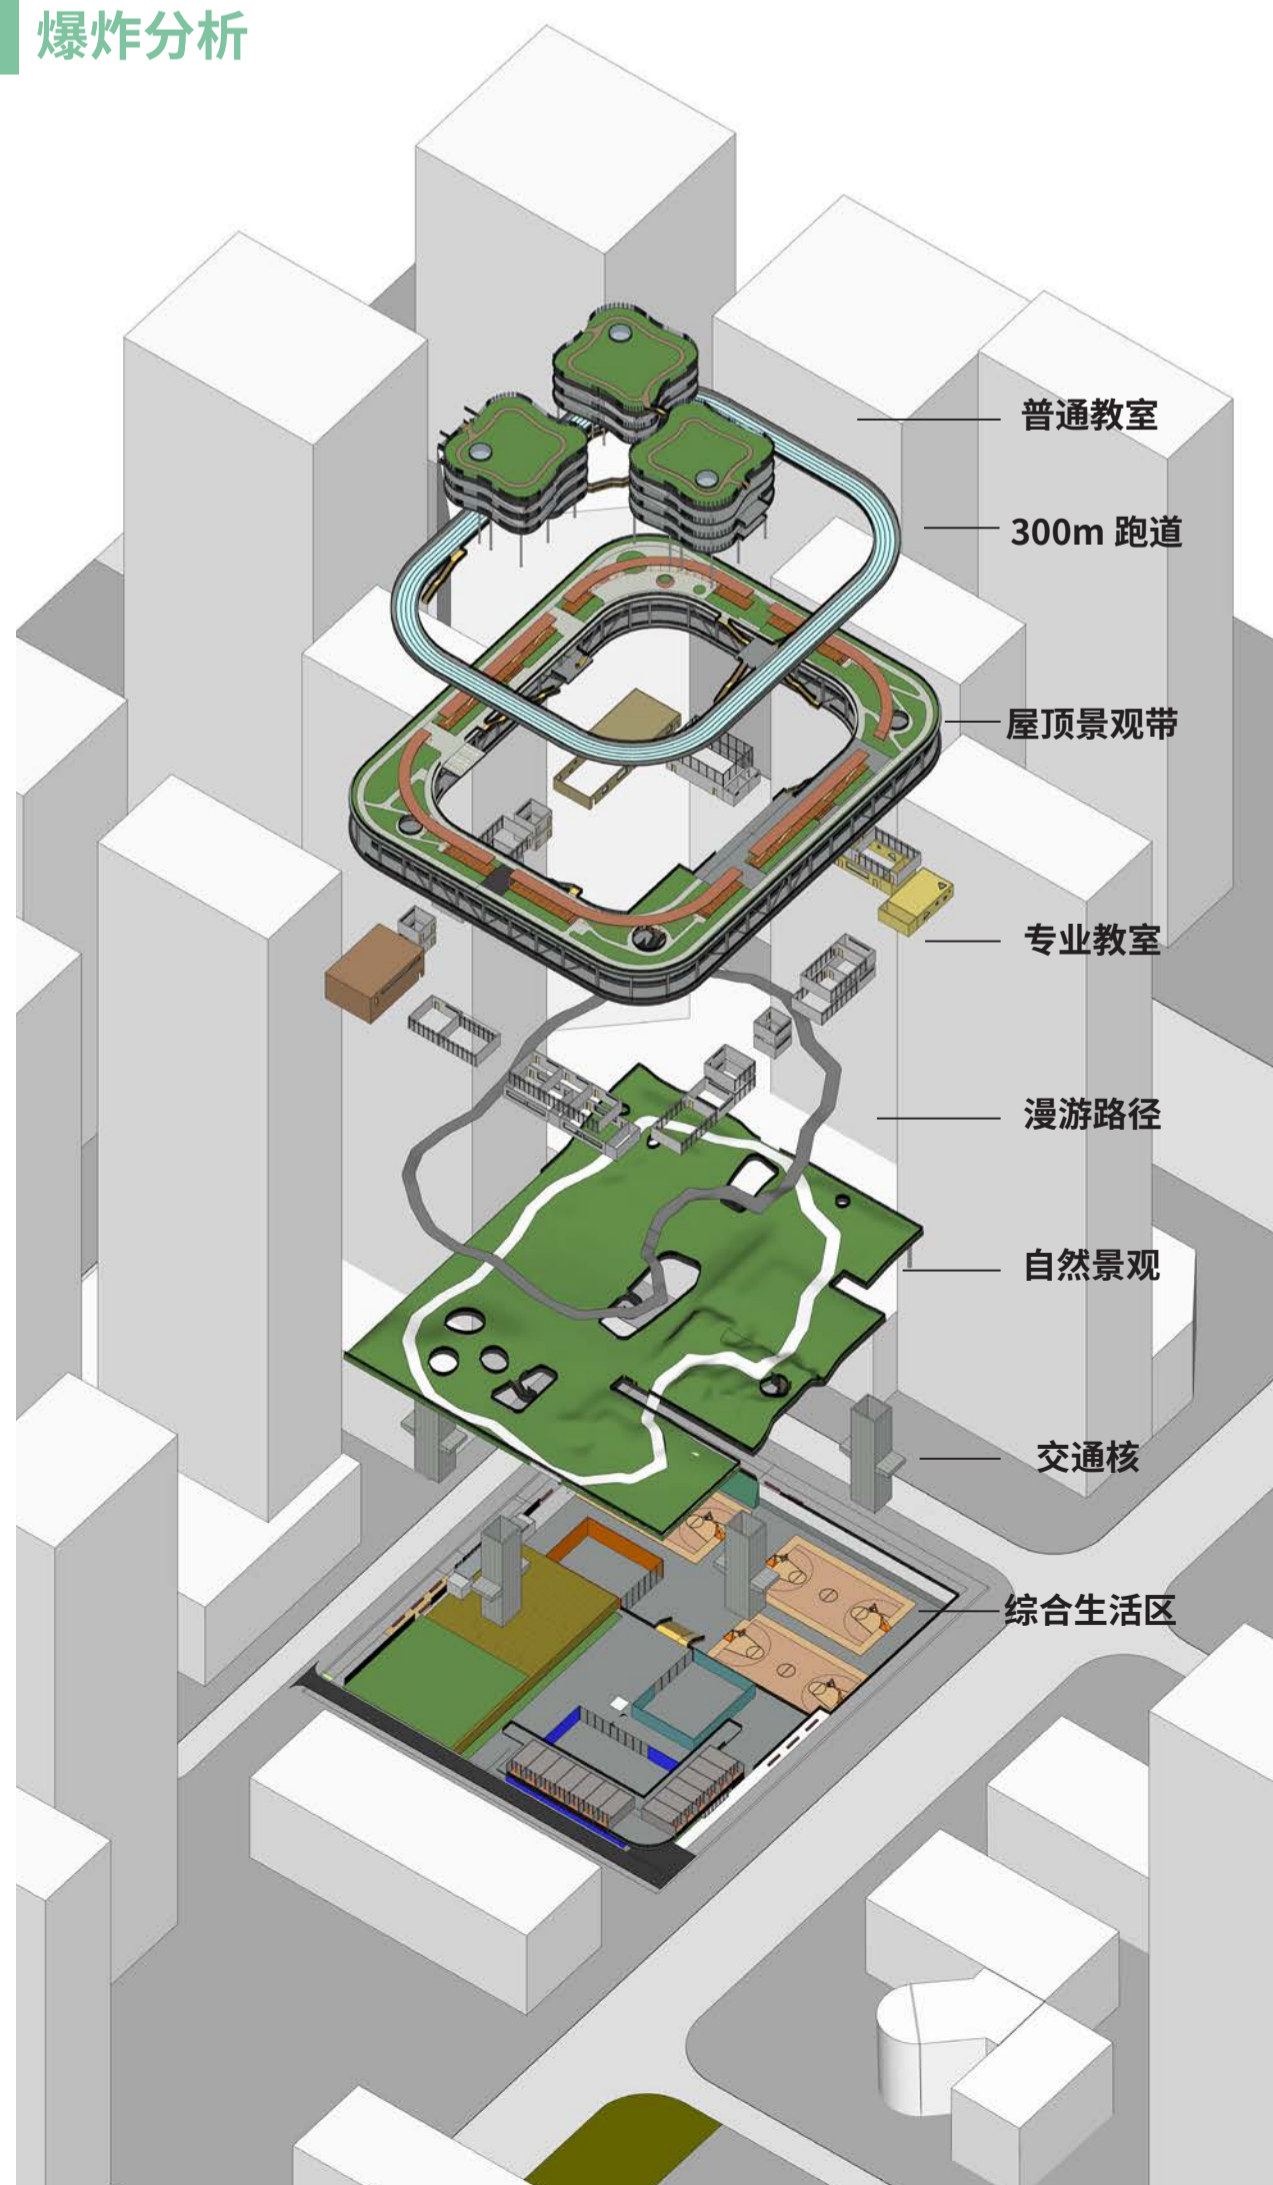 爆炸分析
普通教室
300m 跑道
屋顶景观带
专业教室
漫游路径
自然景观
交通核
综合生活区